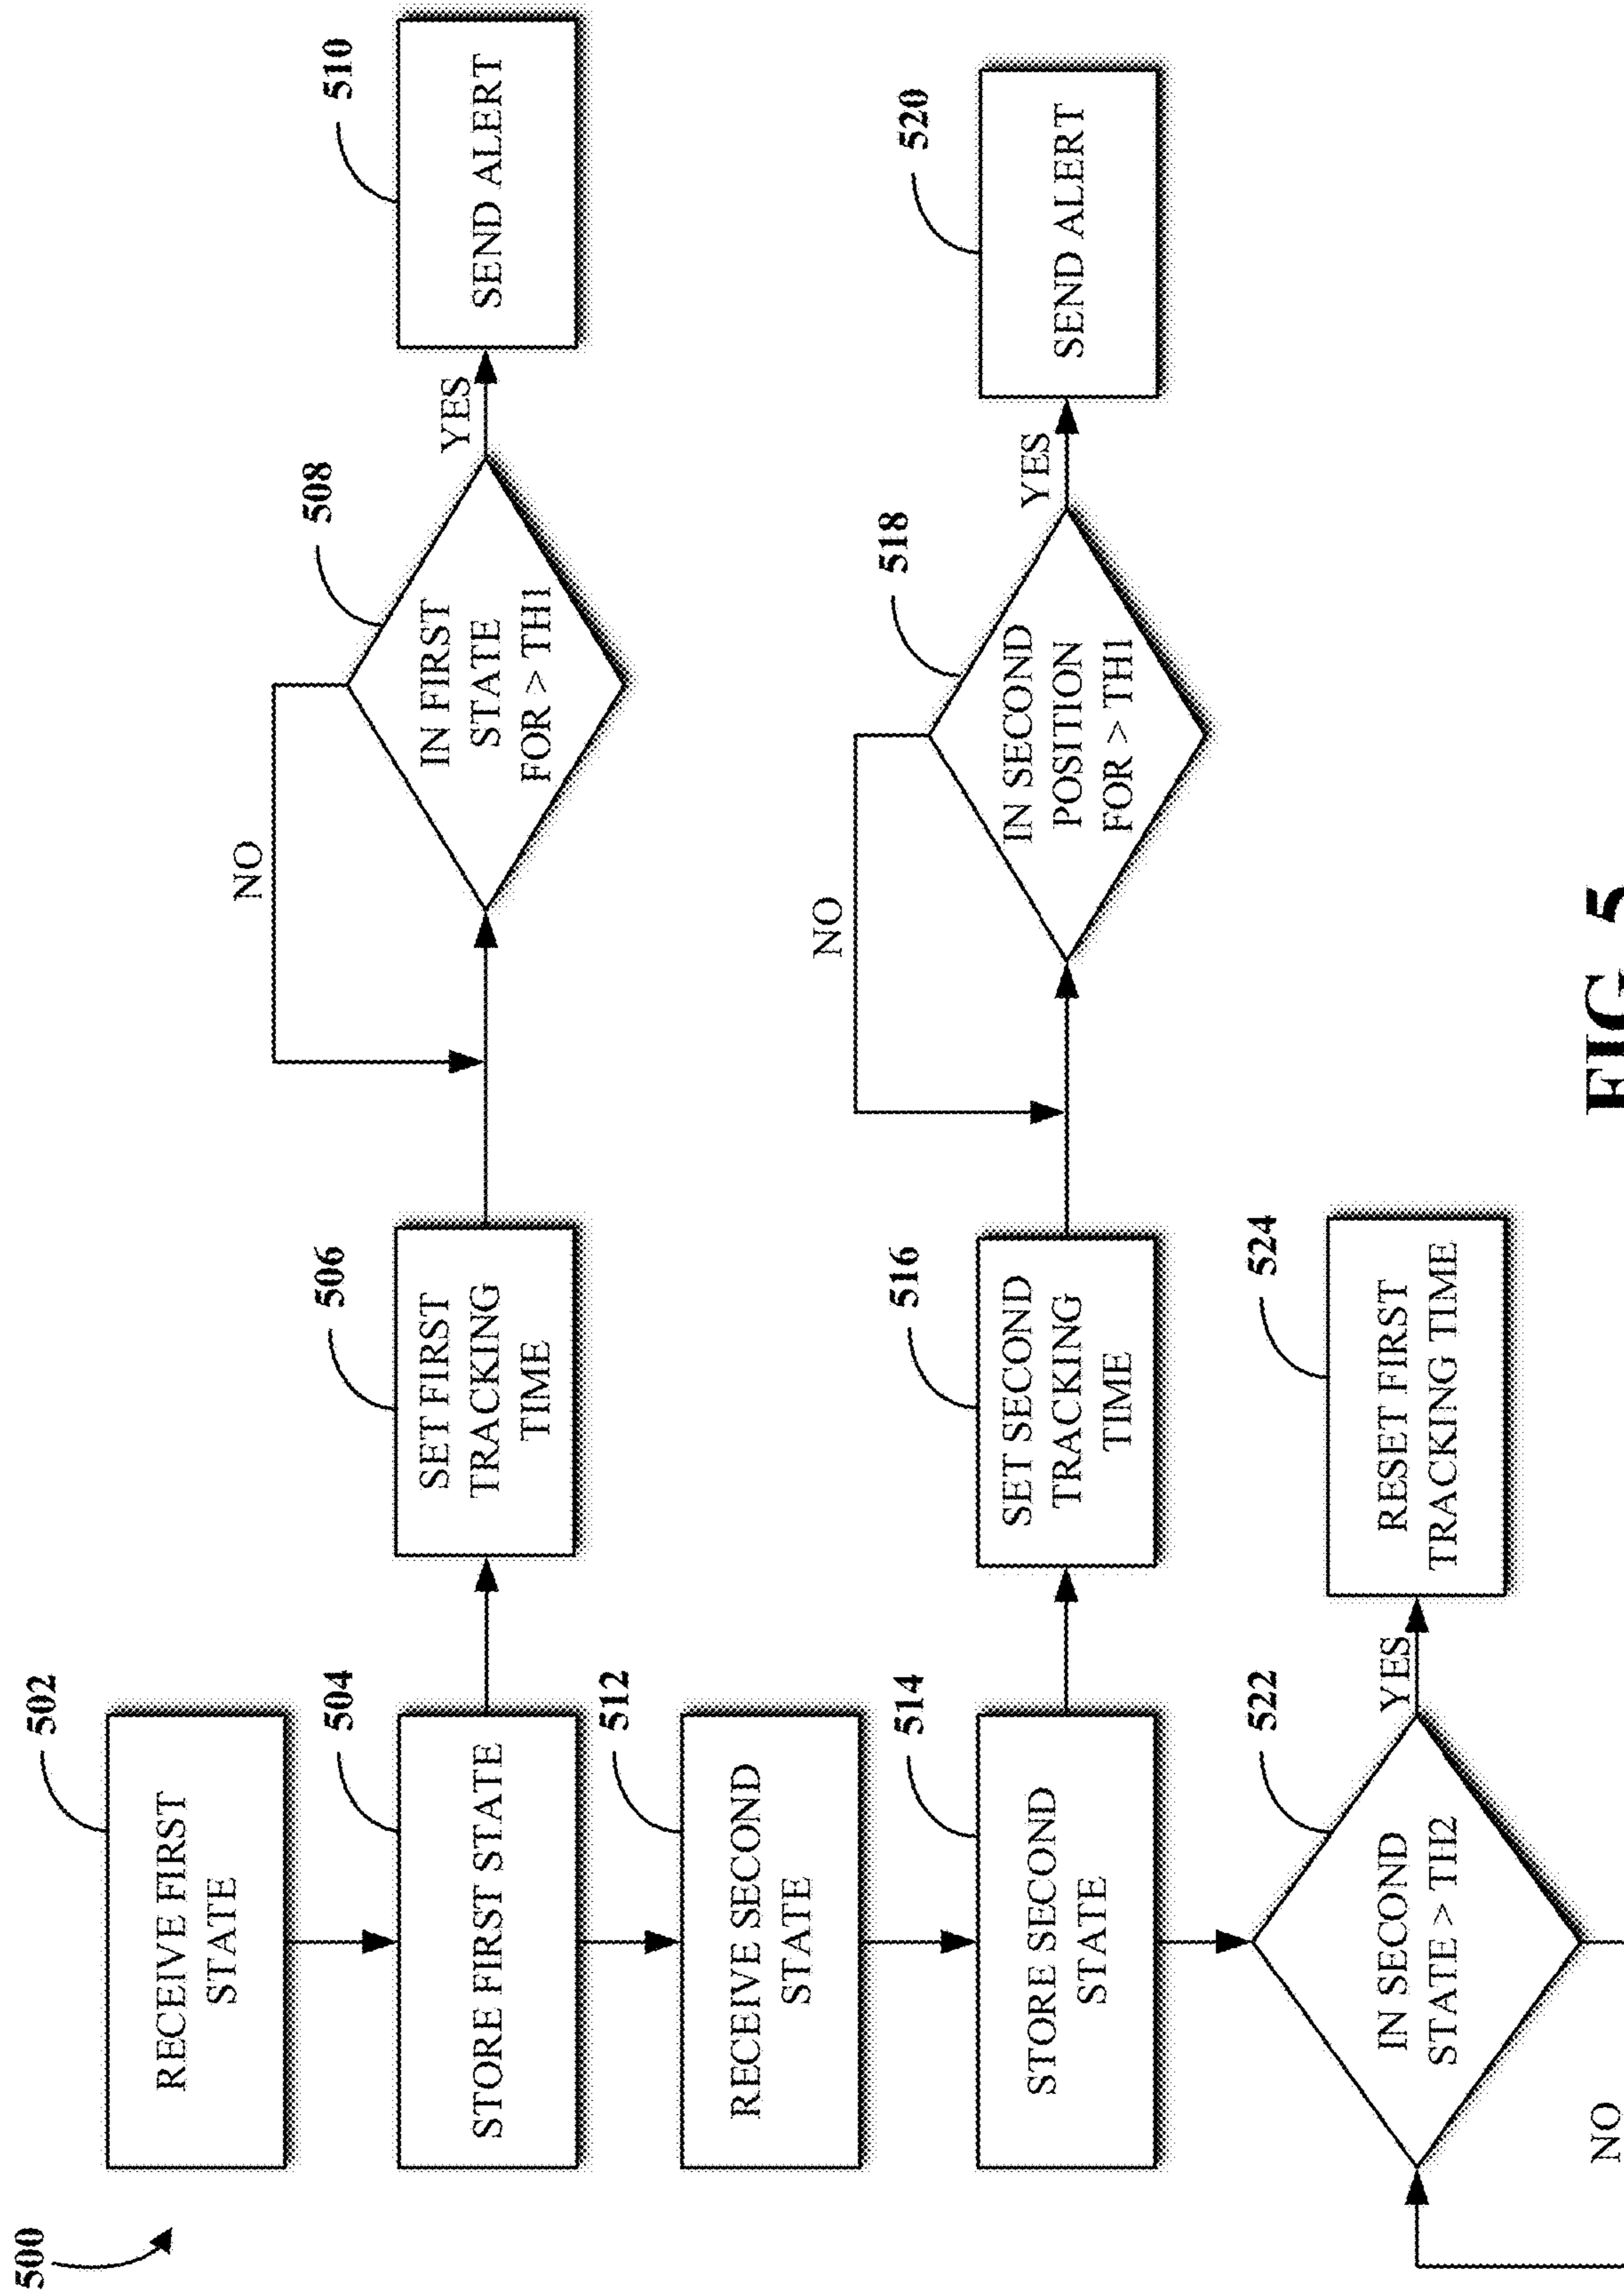 500
502
RECEIVE FIRST
STATE
504
STORE FIRST STATE
506
SET FIRST
TRACKING
TIME
NO
508
IN FIRST
STATE
FOR > TH1
YES
510
SEND ALERT
512
RECEIVE SECOND
STATE
514
STORE SECOND
STATE
516
SET SECOND
TRACKING
TIME
NO
518
IN SECOND
POSITION
FOR > TH1
YES
520
SEND ALERT
522
IN SECOND
STATE > TH2
YES
524
RESET FIRST
TRACKING TIME
NO
FIG. 5